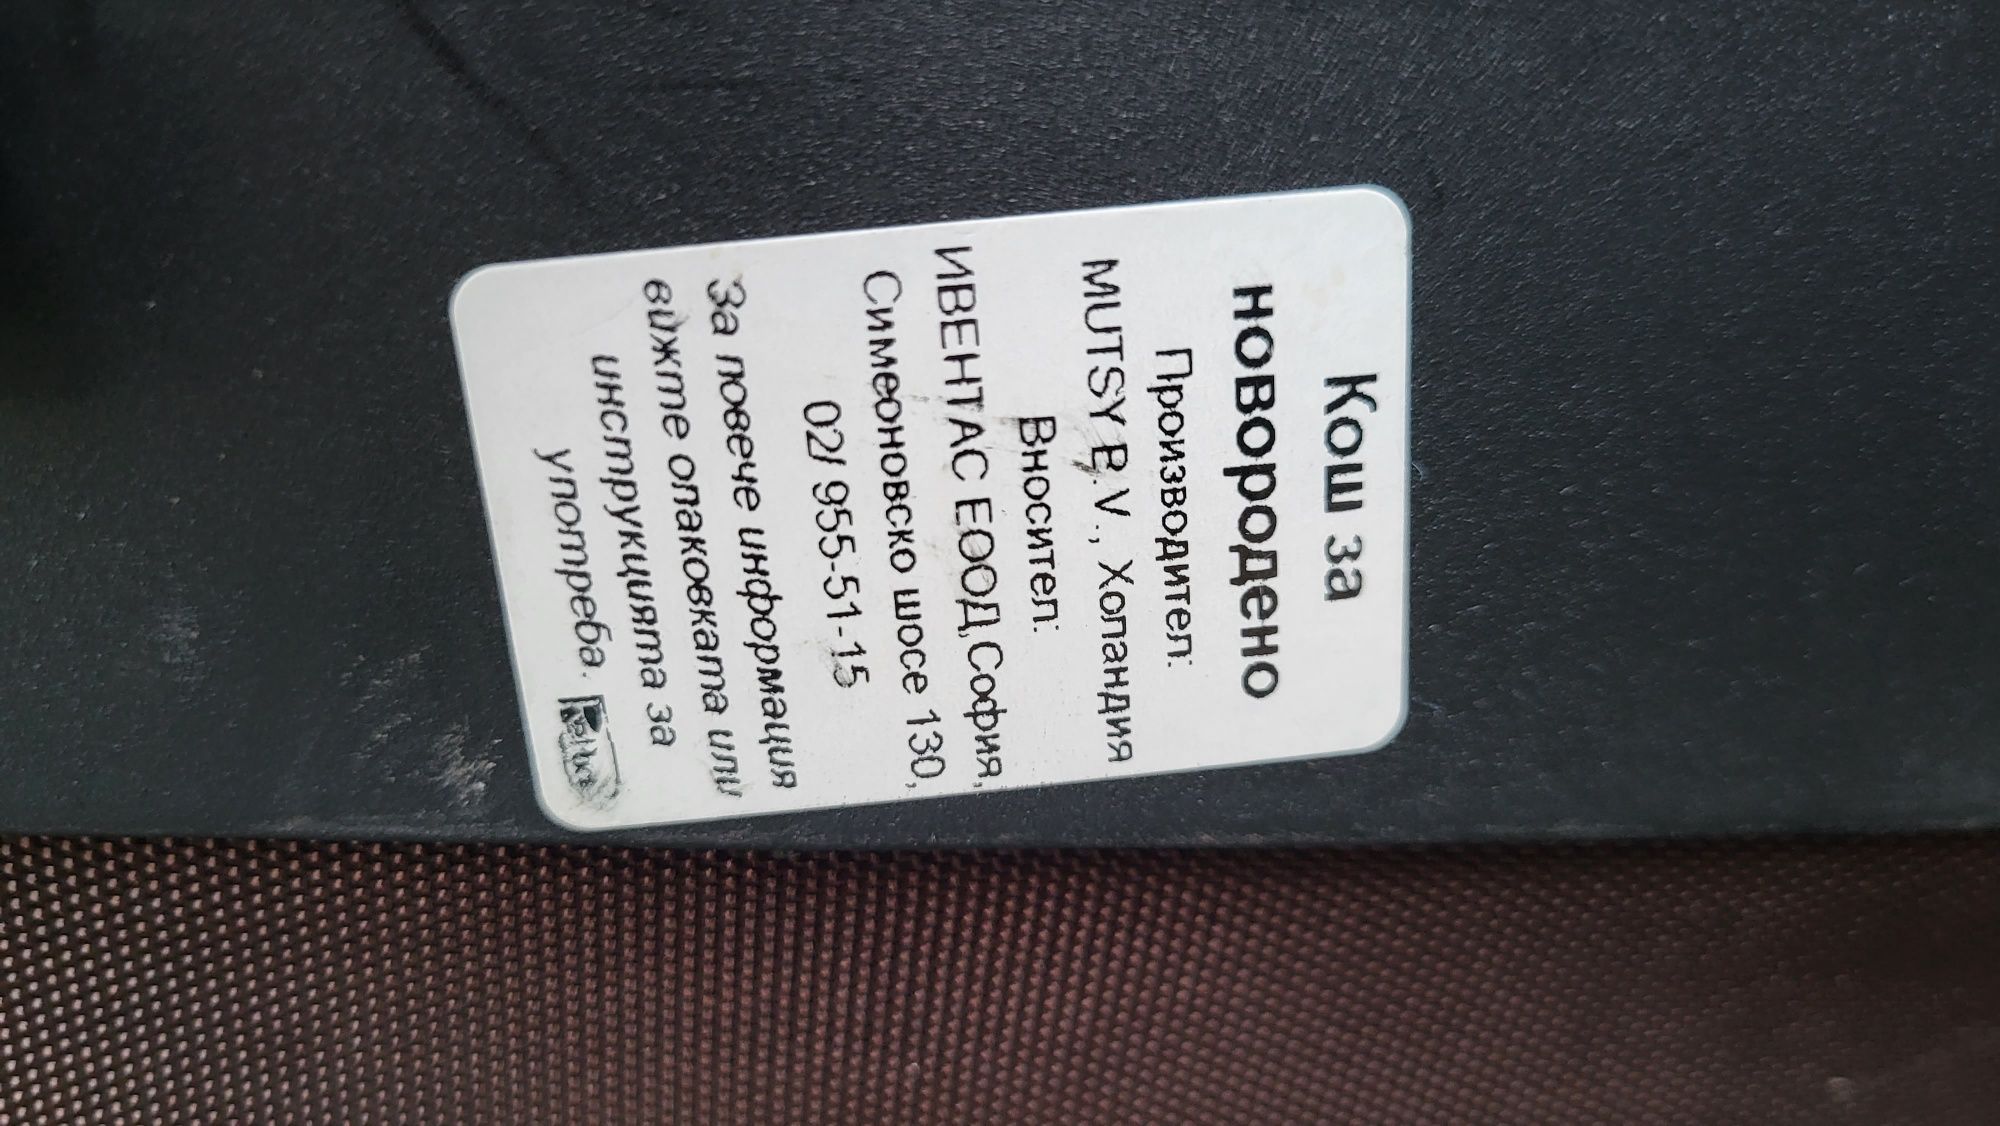 Кош за
новородено
Производител:
MUTSY B.V., Холандия
Вносител:
ИВЕНТАС ЕООД, София,
Симеоновско шосе 130,
02/ 955-51-15
За повече информация
вижте опаковката или
инструкцията за
употреба.